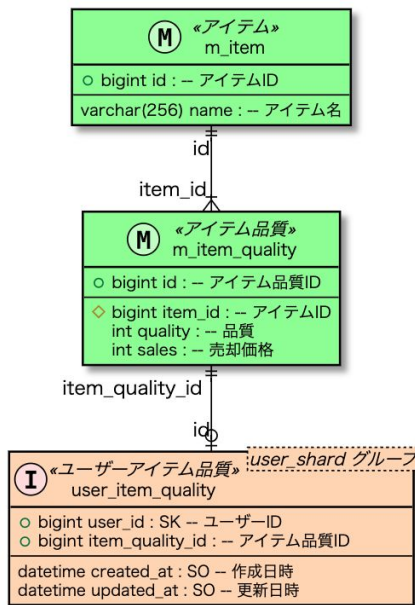 M «アイテム»
m_item
bigint id : -- アイテムID
varchar(256) name : -- アイテム名
id
item_id
M «アイテム品質»
m_item_quality
bigint id : -- アイテム品質ID
bigint item_id : -- アイテムID
int quality : -- 品質
int sales : -- 売却価格
item_quality_id
id
user_shard グループ
I «ユーザーアイテム品質»
user_item_quality
bigint user_id : SK -- ユーザーID
bigint item_quality_id : -- アイテム品質ID
datetime created_at : SO -- 作成日時
datetime updated_at : SO -- 更新日時